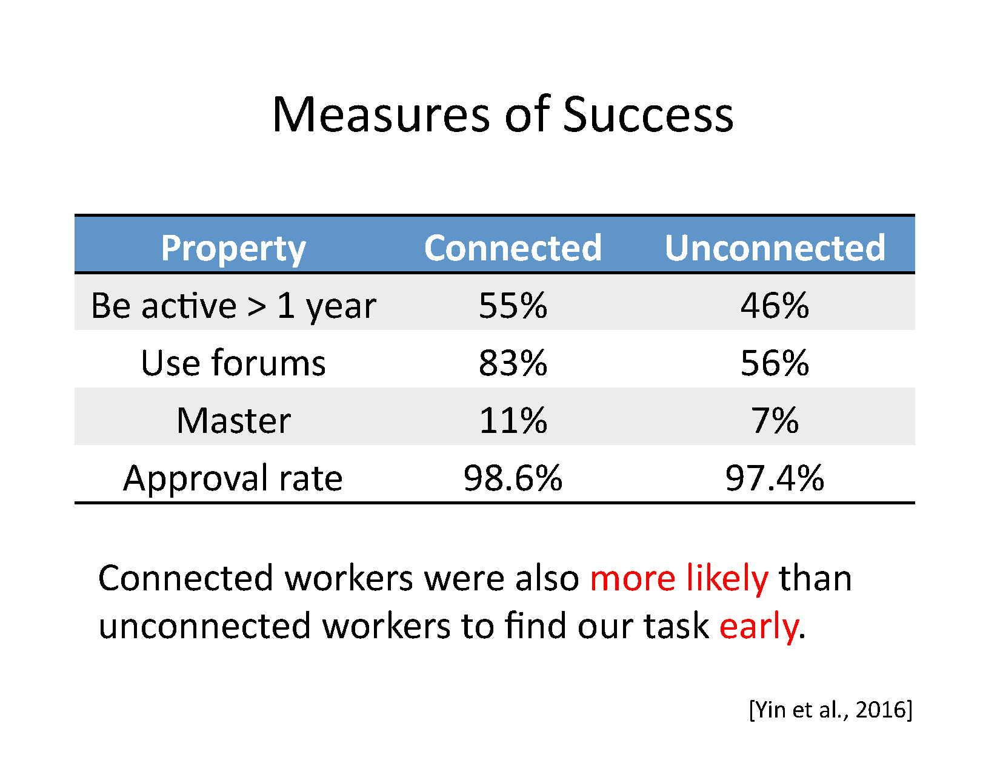 Measures of Success
Property Connected Unconnected
Be active > 1 year 55% 46%
Use forums 83% 56%
Master 11% 7%
Approval rate 98.6% 97.4%
Connected workers were also more likely than
unconnected workers to find our task early.
[Yin et al., 2016]